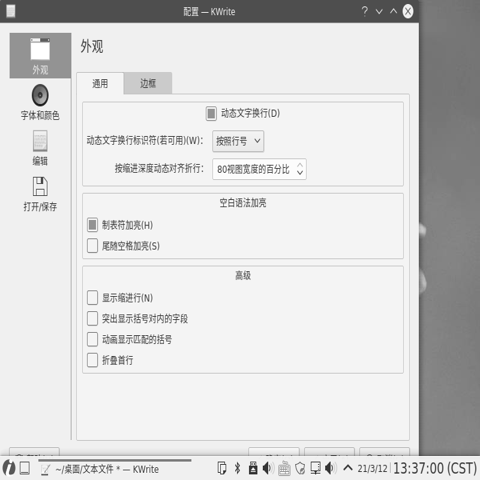 配置 — KWrite
外观
外观
字体和颜色
编辑
打开/保存
通用
边框
动态文字换行(D)
动态文字换行标识符(若可用)(W)：
按照行号
按缩进深度动态对齐折行：
80视图宽度的百分比
空白语法加亮
制表符加亮(H)
尾随空格加亮(S)
高级
显示缩进行(N)
突出显示括号对内的字段
动画显示匹配的括号
折叠首行
~/桌面/文本文件 * — KWrite
21/3/12
13:37:00 (CST)